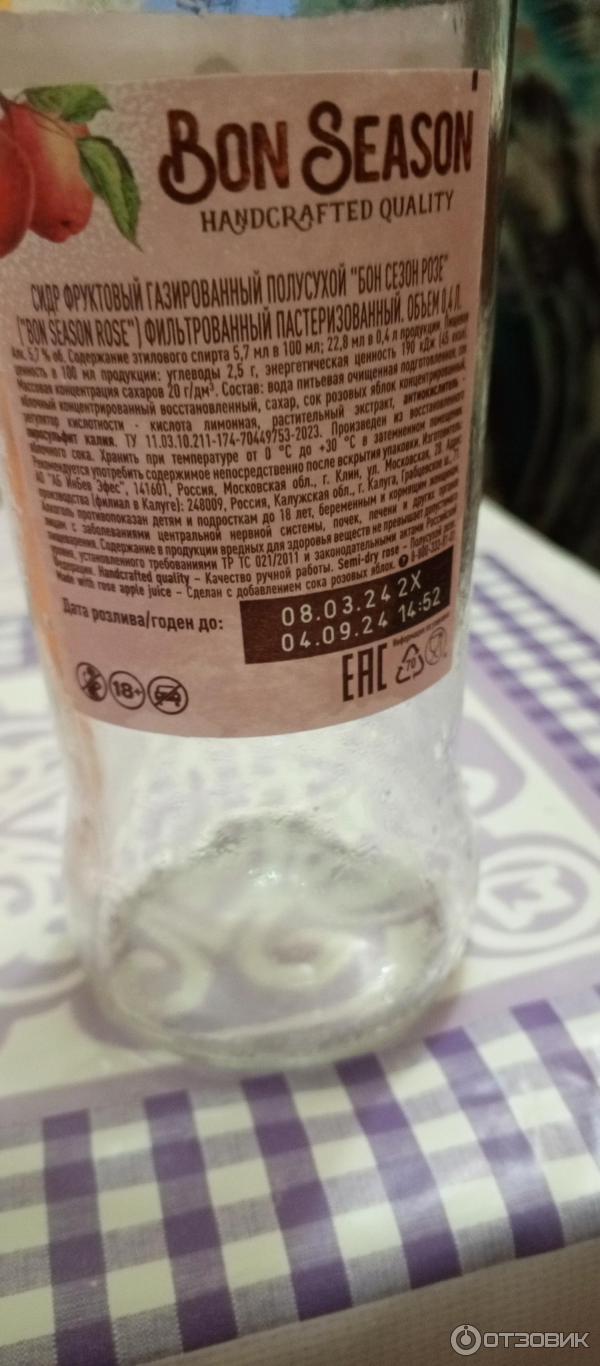 BON SEASON
HANDCRAFTED QUALITY
СИДР ФРУКТОВЫЙ ГАЗИРОВАННЫЙ ПОЛУСУХОЙ "БОН СЕЗОН РОЗЕ"
("BON SEASON ROSE") ФИЛЬТРОВАННЫЙ ПАСТЕРИЗОВАННЫЙ. ОБЪЕМ 0,4 Л.
Алк. 5,7 % об. Содержание этилового спирта 5,7 мл в 100 мл; 22,8 мл в 0,4 л продукции. Пищевая
ценность в 100 мл продукции: углеводы 2,5 г, энергетическая ценность 190 кДж (45 ккал).
Массовая концентрация сахаров 20 г/дм³. Состав: вода питьевая очищенная подготовленная, сок
яблочный концентрированный восстановленный, сахар, сок розовых яблок концентрированный,
регулятор кислотности - кислота лимонная, растительный экстракт, антиокислитель -
пиросульфит калия. ТУ 11.03.10.211-174-70449753-2023. Произведен из восстановленного
яблочного сока. Хранить при температуре от 0 °С до +30 °С в затемненном помещении.
Рекомендуется употребить содержимое непосредственно после вскрытия упаковки. Изготовитель:
АО "АБ ИнБев Эфес", 141601, Россия, Московская обл., г. Клин, ул. Московская, 28. Адрес
производства (филиал в Калуге): 248009, Россия, Калужская обл., г. Калуга, Грабцевское ш., 71.
Алкоголь противопоказан детям и подросткам до 18 лет, беременным и кормящим женщинам,
лицам с заболеваниями центральной нервной системы, почек, печени и других органов
пищеварения. Содержание в продукции вредных для здоровья веществ не превышает допустимого
уровня, установленного требованиями ТР ТС 021/2011 и законодательными актами Российской
Федерации. Handcrafted quality – Качество ручной работы. Semi-dry rose – Полусухой розе.
Made with rose apple juice – Сделан с добавлением сока розовых яблок.
Дата розлива/годен до:
08.03.24 2X
04.09.24 14:52
18+
EAC
70
ОТЗОВИК